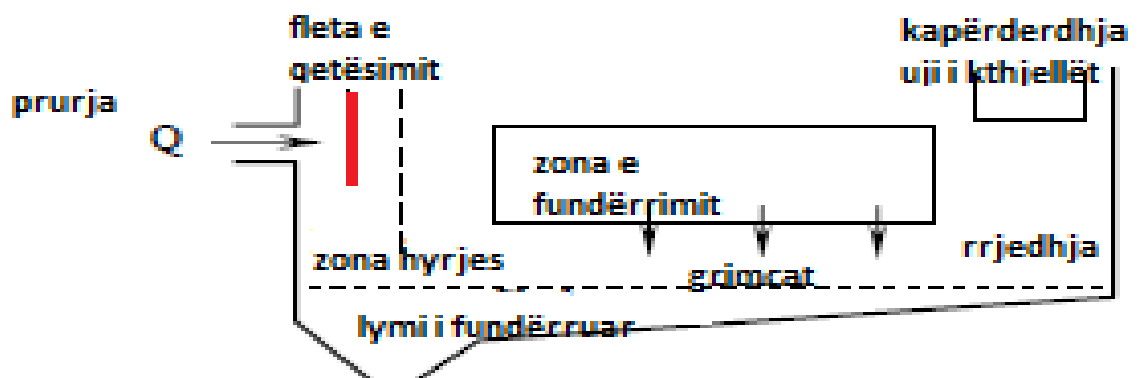 fleta e
qetësimit
kapërderdhja
uji i kthjellët
prurja
Q
zona e
fundërrimit
zona hyrjes
grimcat
rrjedhja
lymi i fundërruar